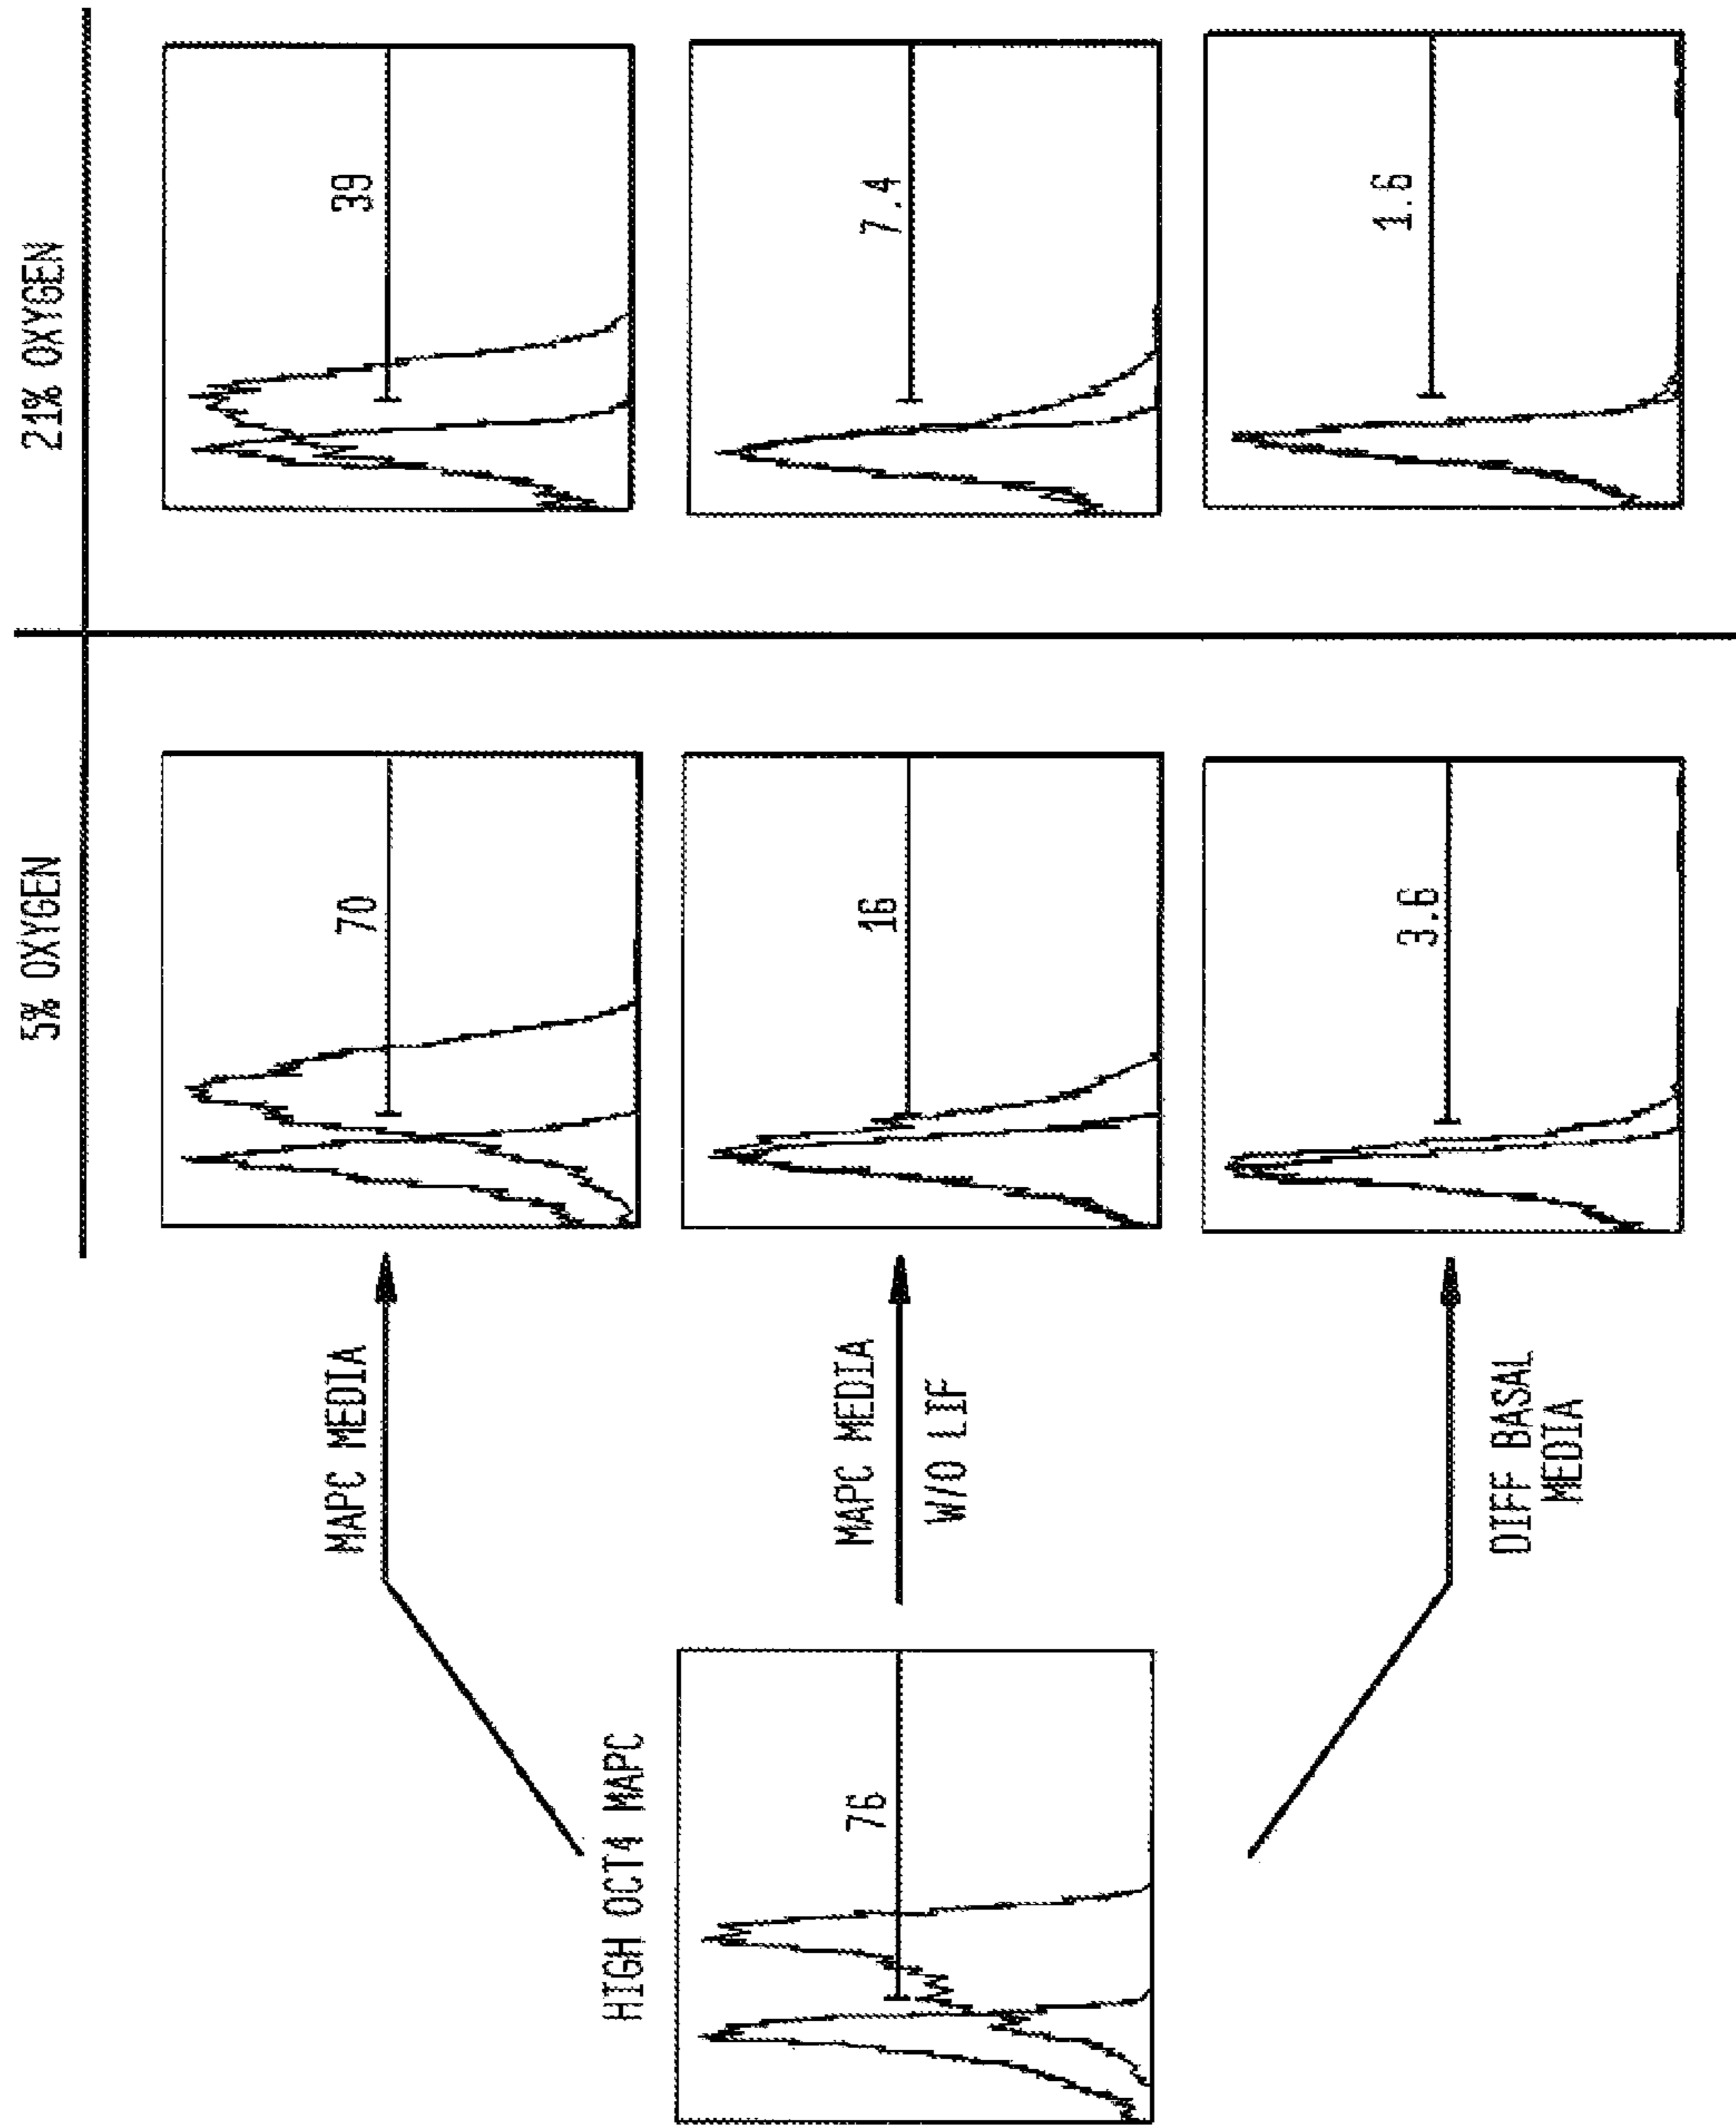 5% OXYGEN
21% OXYGEN
HIGH OCT4 MAPC
76
MAPC MEDIA
70
39
MAPC MEDIA
W/O LIF
16
7.4
DIFF BASAL
MEDIA
3.6
1.6